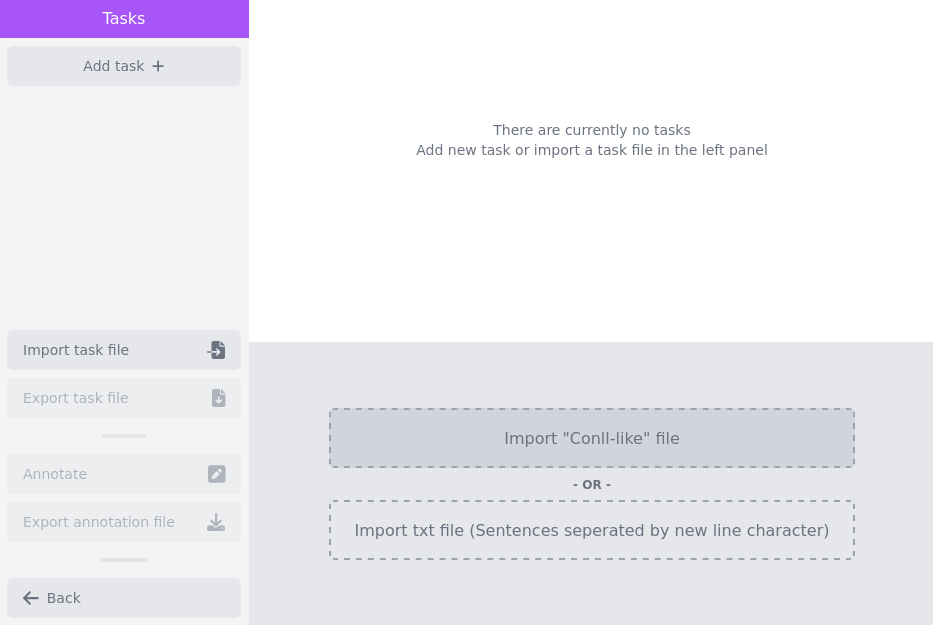 Tasks
Add task
There are currently no tasks
Add new task or import a task file in the left panel
Import task file
Export task file
Annotate
Export annotation file
Back
Import "Conll-like" file
- OR -
Import txt file (Sentences seperated by new line character)